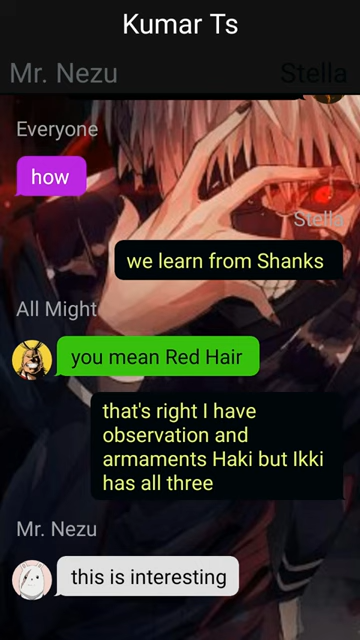 Kumar Ts
Mr. Nezu
Stella
Everyone
how
Stella
we learn from Shanks
All Might
you mean Red Hair
that's right I have
observation and
armaments Haki but Ikki
has all three
Mr. Nezu
this is interesting